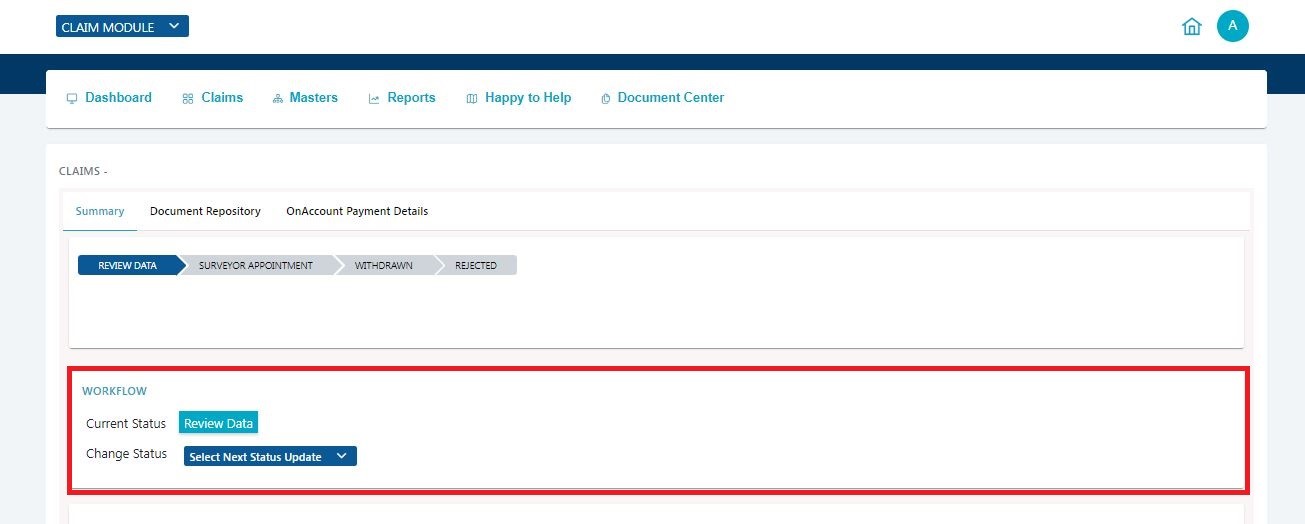 CLAIM MODULE
A
Dashboard Claims Masters Reports Happy to Help Document Center
CLAIMS -
Summary Document Repository OnAccount Payment Details
REVIEW DATA SURVEYOR APPOINTMENT WITHDRAWN REJECTED
WORKFLOW
Current Status Review Data
Change Status Select Next Status Update